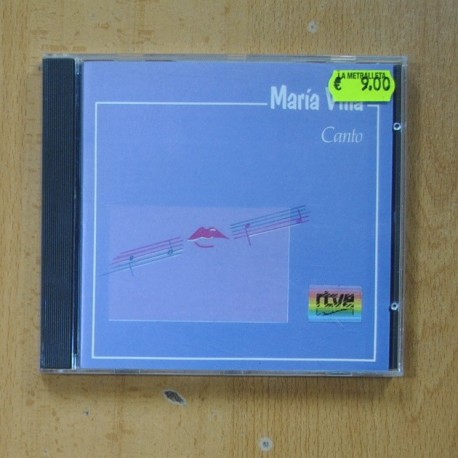 LA METRALLETA
€ 9,00
María Villa
Canto
rtve